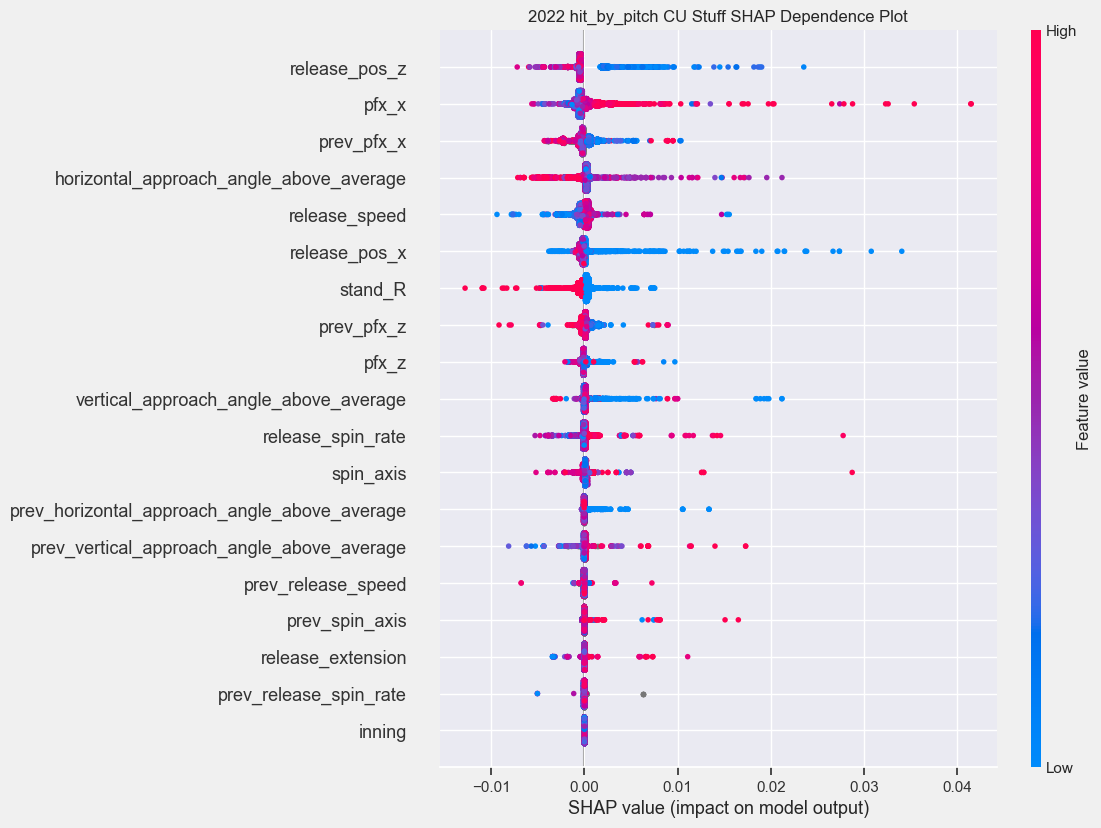 2022 hit_by_pitch CU Stuff SHAP Dependence Plot
High
release_pos_z
pfx_x
prev_pfx_x
horizontal_approach_angle_above_average
release_speed
release_pos_x
stand_R
prev_pfx_z
pfx_z
vertical_approach_angle_above_average
release_spin_rate
spin_axis
prev_horizontal_approach_angle_above_average
prev_vertical_approach_angle_above_average
prev_release_speed
prev_spin_axis
release_extension
prev_release_spin_rate
inning
Feature value
Low
−0.01 0.00 0.01 0.02 0.03 0.04
SHAP value (impact on model output)